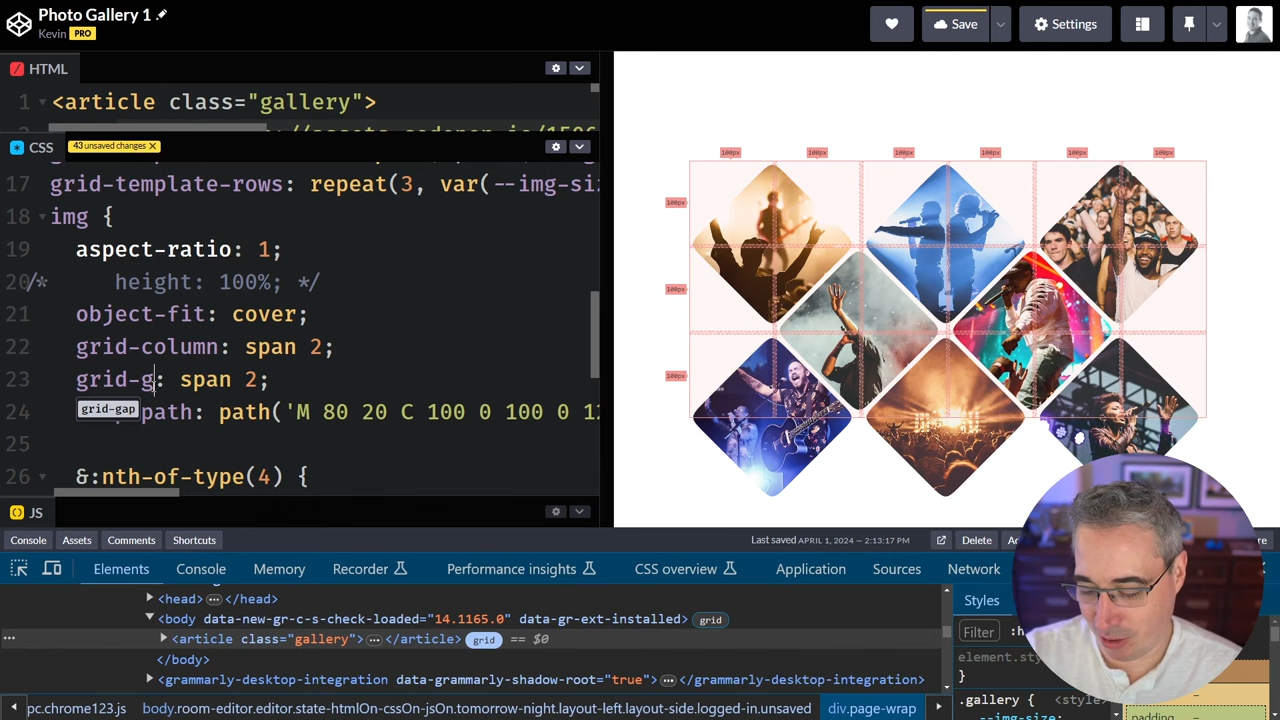 Photo Gallery 1
Kevin PRO
Save
Settings
HTML
1 <article class="gallery">
CSS
43 unsaved changes X
grid-template-rows: repeat(3, var(--img-si
18 img {
19 aspect-ratio: 1;
20 /* height: 100%; */
21 object-fit: cover;
22 grid-column: span 2;
23 grid-g: span 2;
grid-gap
24 path: path('M 80 20 C 100 0 100 0 12
25
26 &:nth-of-type(4) {
JS
100px 100px 100px 100px 100px 100px
100px
100px
100px
Console Assets Comments Shortcuts
Last saved APRIL 1, 2024 — 2:13:17 PM
Delete
Elements Console Memory Recorder Performance insights CSS overview Application Sources Network
<head> </head>
<body data-new-gr-c-s-check-loaded="14.1165.0" data-gr-ext-installed> grid
<article class="gallery"> </article> grid == $0
</body>
<grammarly-desktop-integration data-grammarly-shadow-root="true"> </grammarly-desktop-integration>
Styles
Filter
element.sty
}
.gallery { <style>
--img-size:
padding
pc.chrome123.js body.room-editor.editor.state-htmlOn-cssOn-jsOn.tomorrow-night.layout-left.layout-side.logged-in.unsaved div.page-wrap